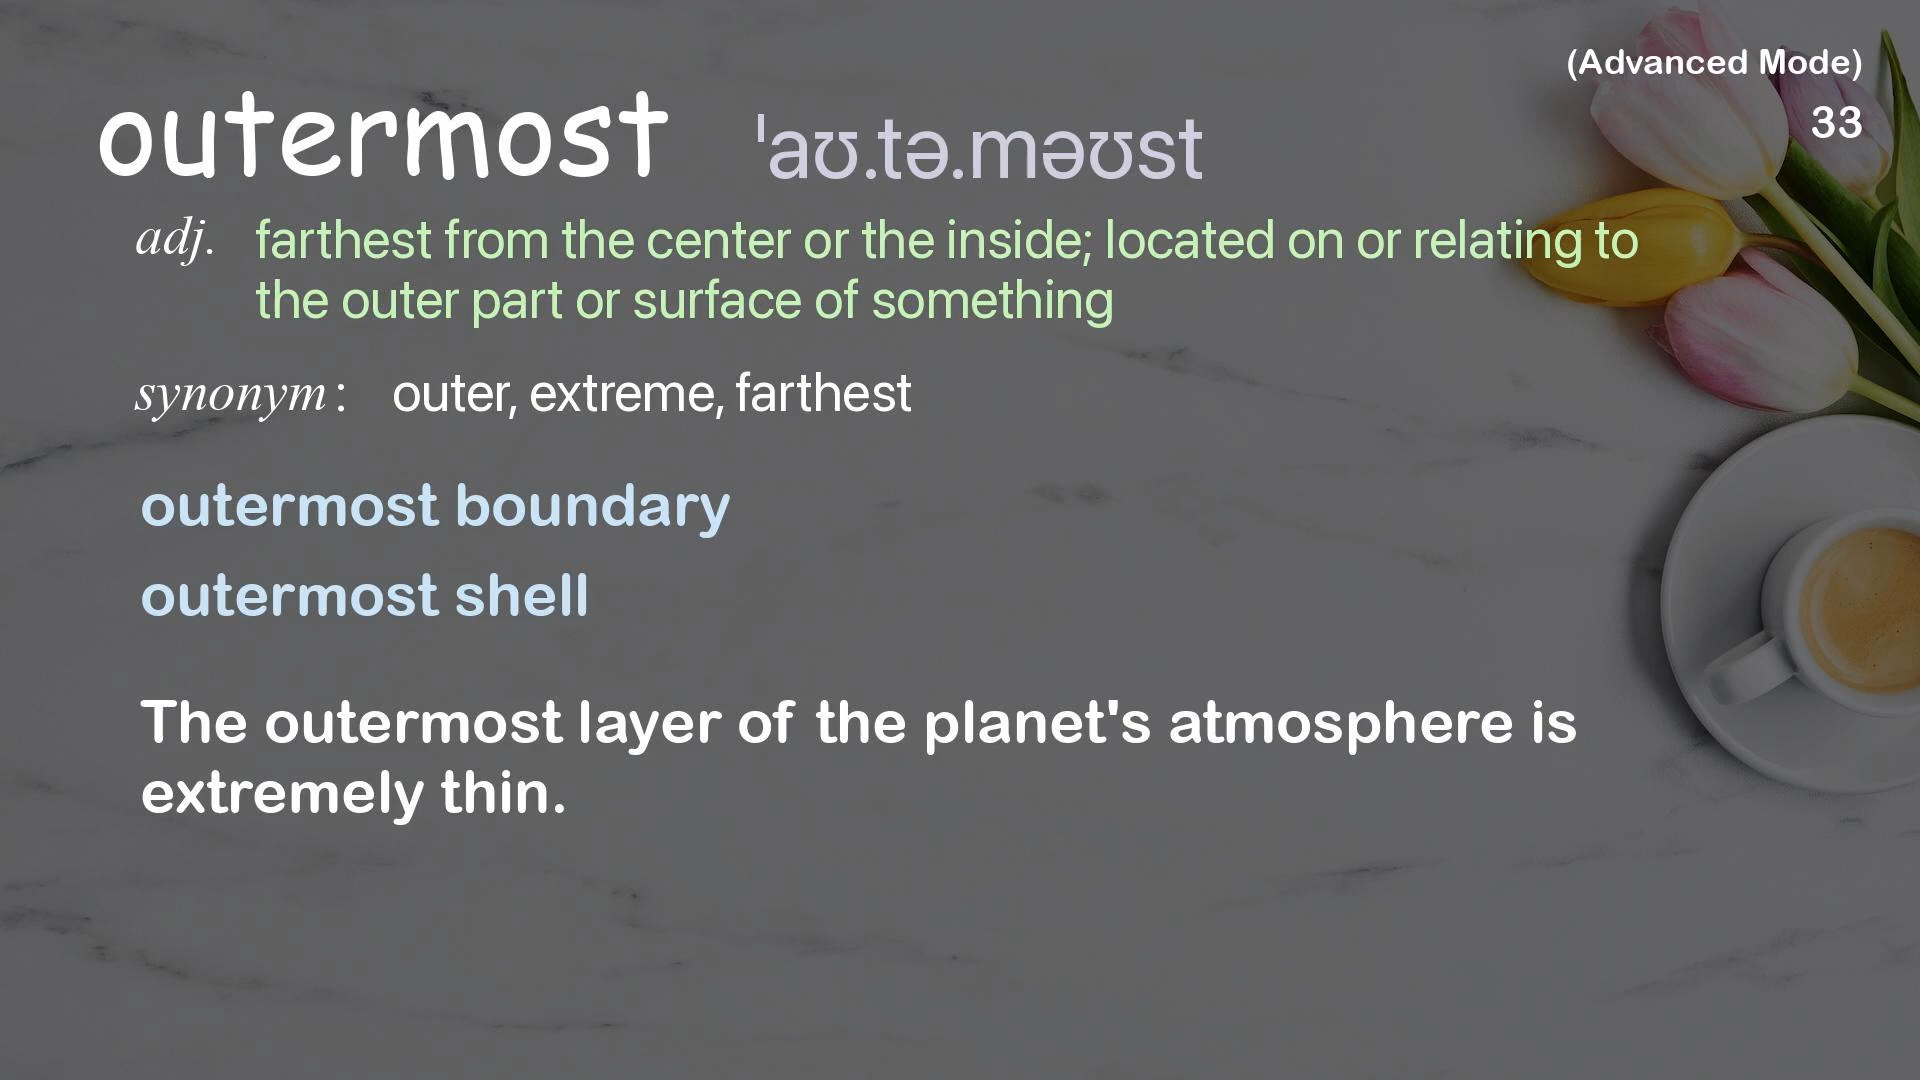 (Advanced Mode)
33
outermost ˈaʊ.tə.məʊst
adj. farthest from the center or the inside; located on or relating to
the outer part or surface of something
synonym: outer, extreme, farthest
outermost boundary
outermost shell
The outermost layer of the planet's atmosphere is
extremely thin.